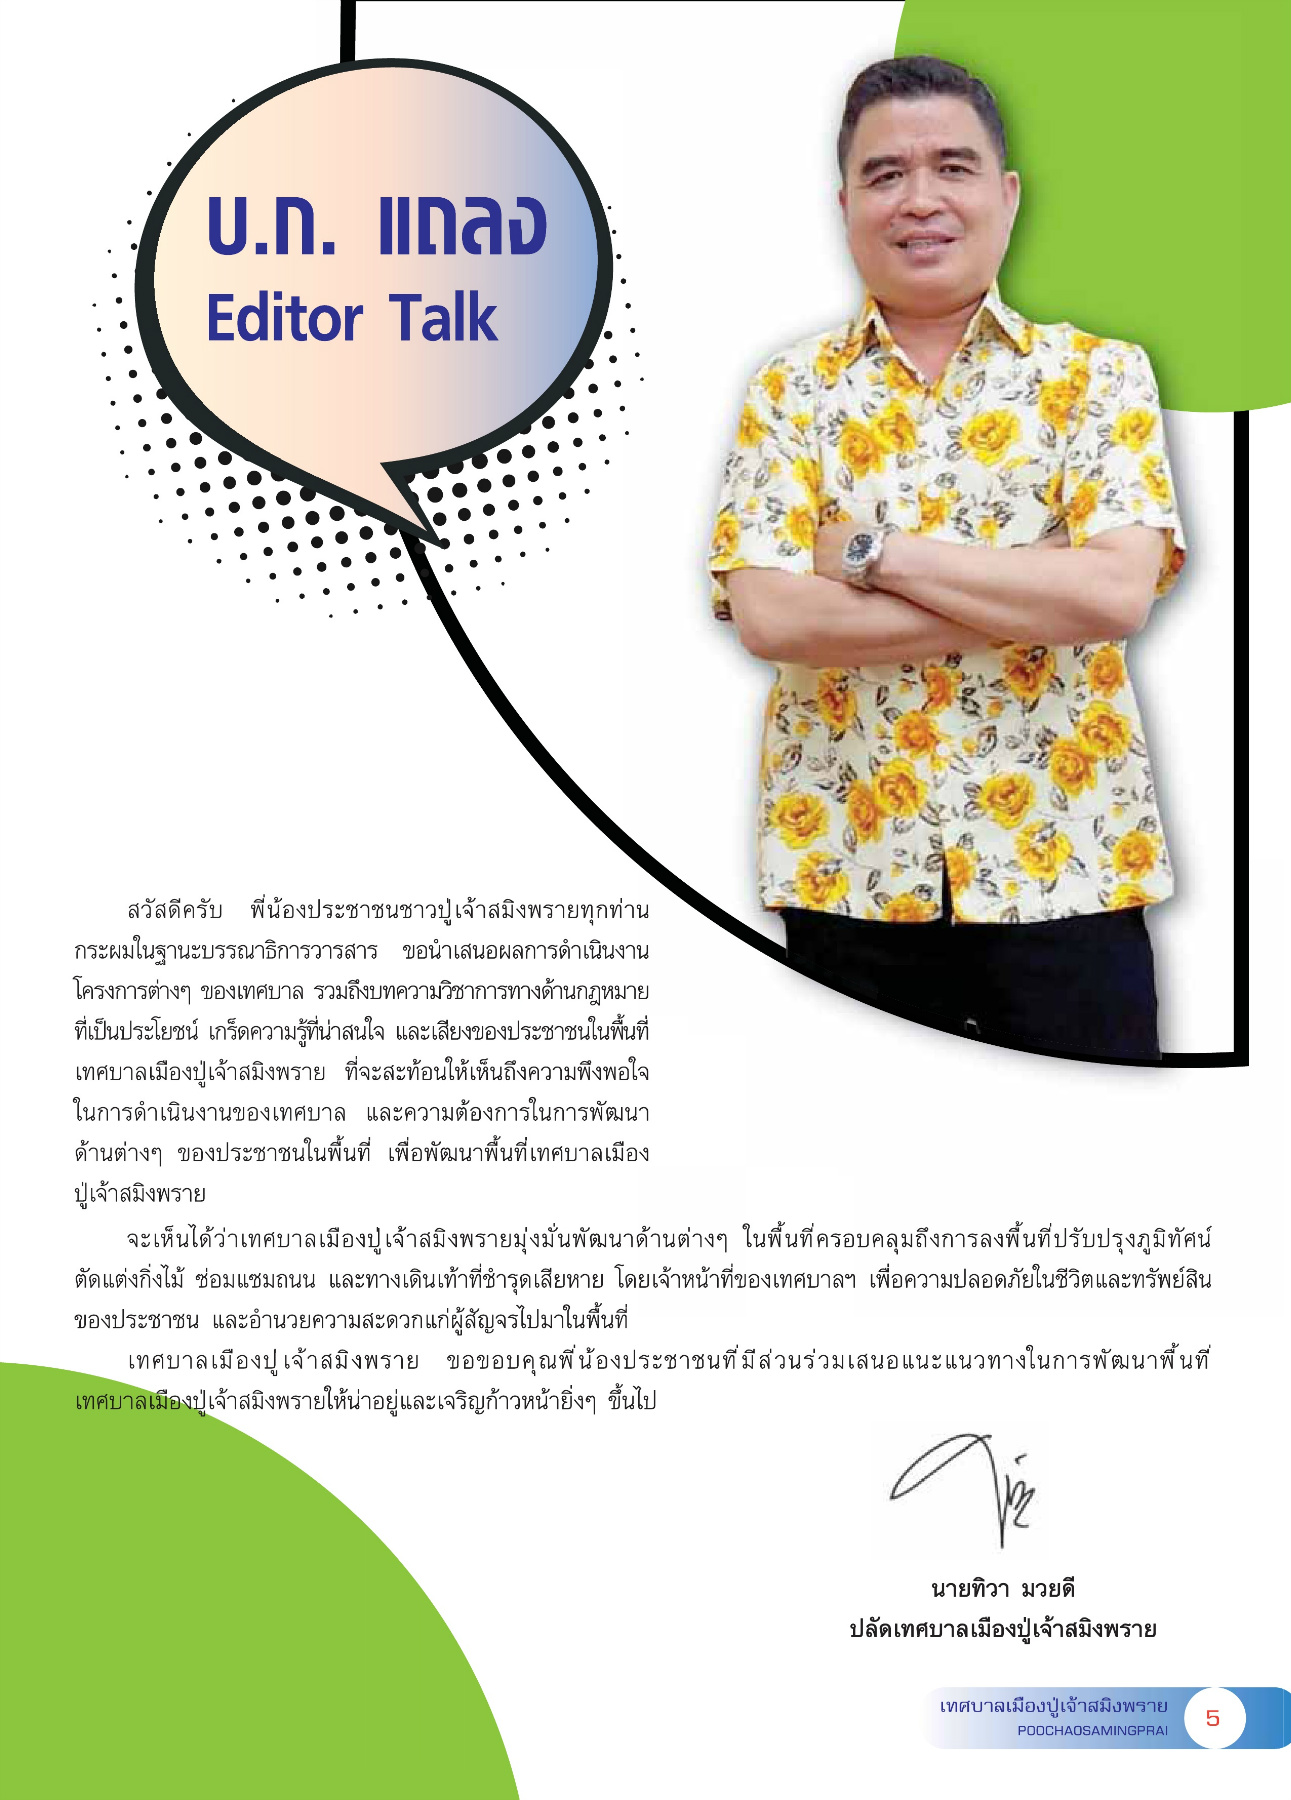 บ.ก. แถลง
Editor Talk
สวัสดีครับ พี่น้องประชาชนชาวปู่เจ้าสมิงพรายทุกท่าน
กระผมในฐานะบรรณาธิการวารสาร ขอนำเสนอผลการดำเนินงาน
โครงการต่างๆ ของเทศบาล รวมถึงบทความวิชาการทางด้านกฎหมาย
ที่เป็นประโยชน์ เกร็ดความรู้ที่น่าสนใจ และเสียงของประชาชนในพื้นที่
เทศบาลเมืองปู่เจ้าสมิงพราย ที่จะสะท้อนให้เห็นถึงความพึงพอใจ
ในการดำเนินงานของเทศบาล และความต้องการในการพัฒนา
ด้านต่างๆ ของประชาชนในพื้นที่ เพื่อพัฒนาพื้นที่เทศบาลเมือง
ปู่เจ้าสมิงพราย
จะเห็นได้ว่าเทศบาลเมืองปู่เจ้าสมิงพรายมุ่งมั่นพัฒนาด้านต่างๆ ในพื้นที่ครอบคลุมถึงการลงพื้นที่ปรับปรุงภูมิทัศน์
ตัดแต่งกิ่งไม้ ซ่อมแซมถนน และทางเดินเท้าที่ชำรุดเสียหาย โดยเจ้าหน้าที่ของเทศบาลฯ เพื่อความปลอดภัยในชีวิตและทรัพย์สิน
ของประชาชน และอำนวยความสะดวกแก่ผู้สัญจรไปมาในพื้นที่
เทศบาลเมืองปู่เจ้าสมิงพราย ขอขอบคุณพี่น้องประชาชนที่มีส่วนร่วมเสนอแนะแนวทางในการพัฒนาพื้นที่
เทศบาลเมืองปู่เจ้าสมิงพรายให้น่าอยู่และเจริญก้าวหน้ายิ่งๆ ขึ้นไป
นายทิวา มวยดี
ปลัดเทศบาลเมืองปู่เจ้าสมิงพราย
เทศบาลเมืองปู่เจ้าสมิงพราย
POOCHAOSAMINGPRAI
5